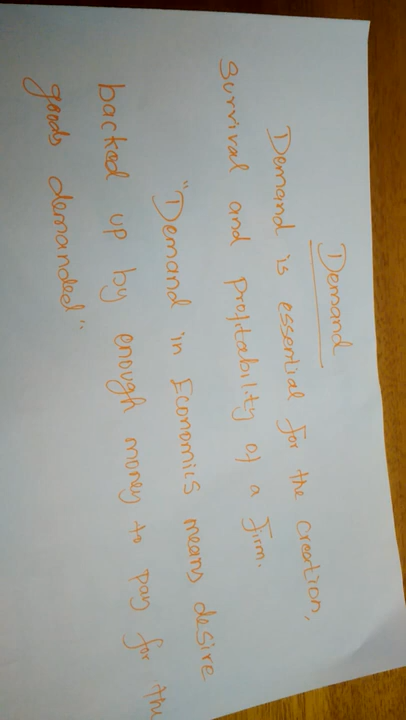 Demand
Demand is essential for the creation,
Survival and profitability of a firm.
"Demand in Economics means desire
backed up by enough money to pay for the
goods demanded"